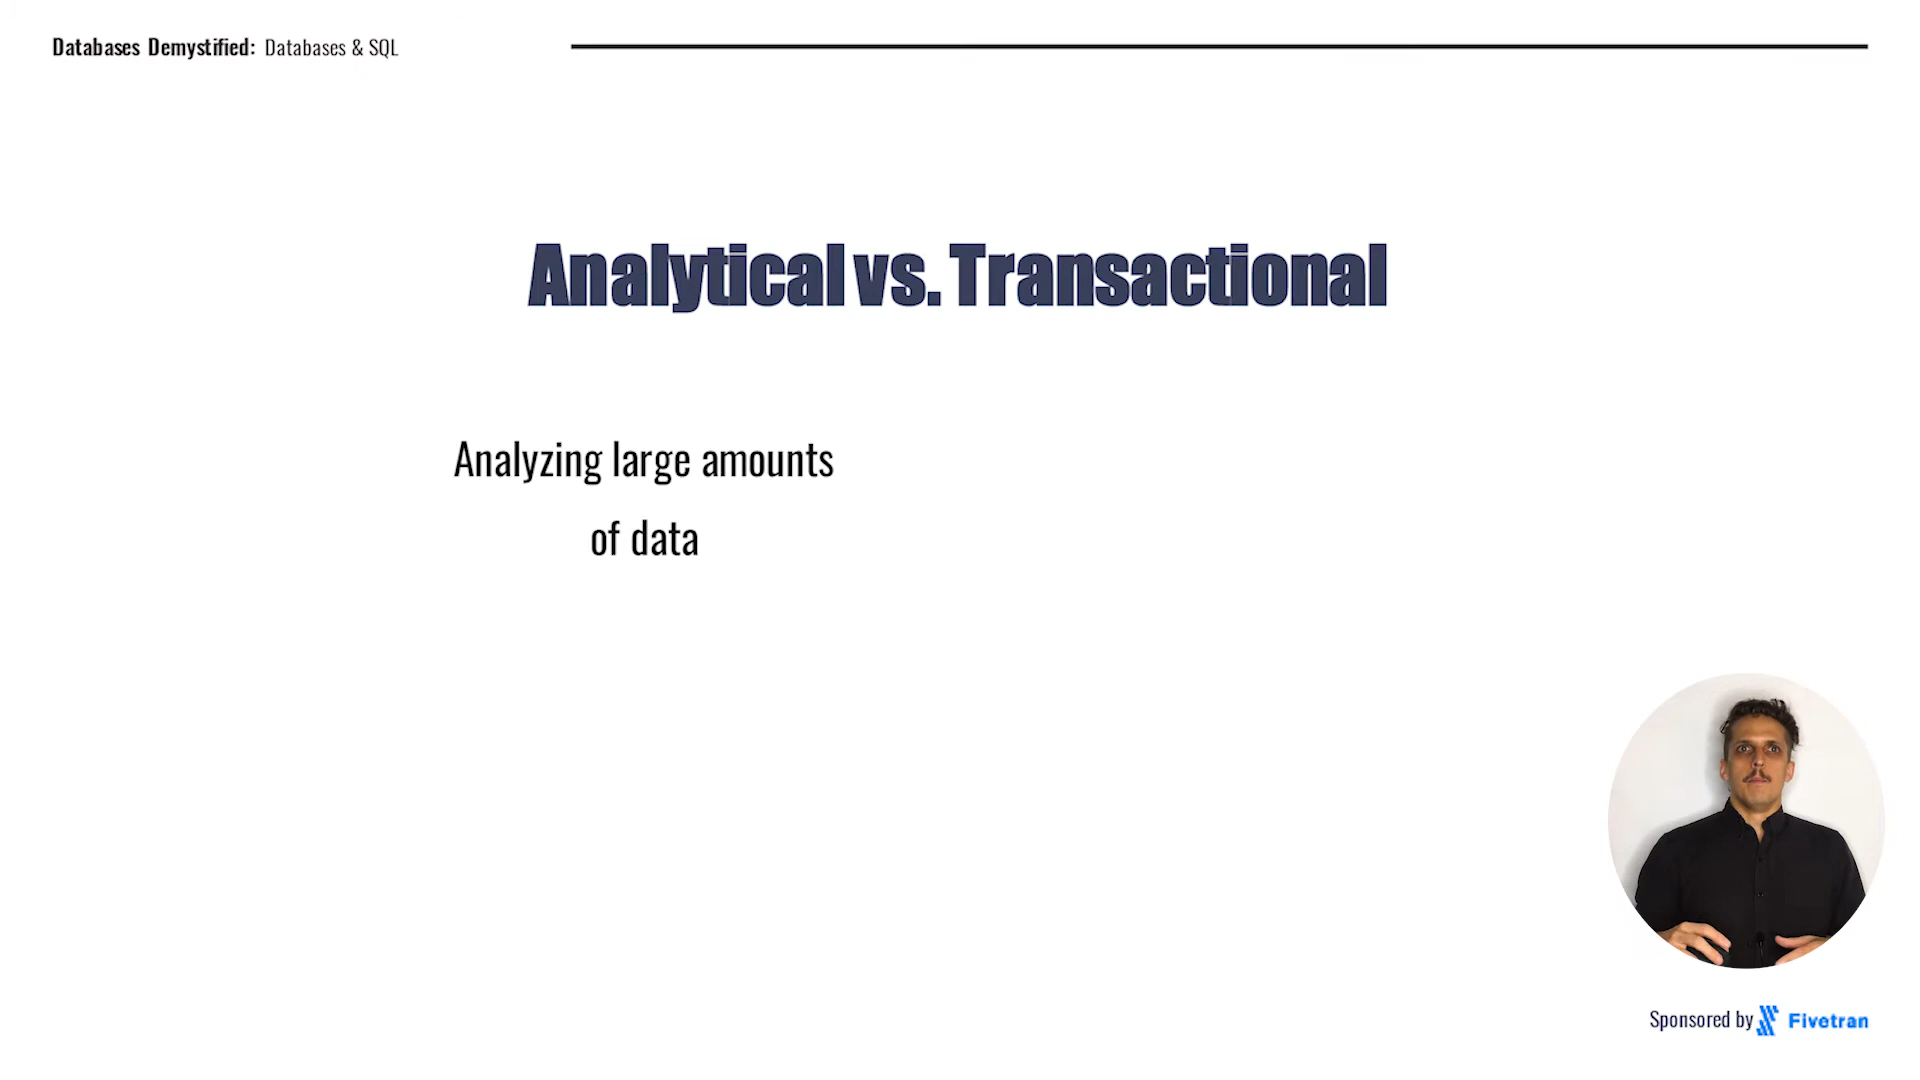 Databases Demystified: Databases & SQL
Analytical vs. Transactional
Analyzing large amounts
of data
Sponsored by Fivetran